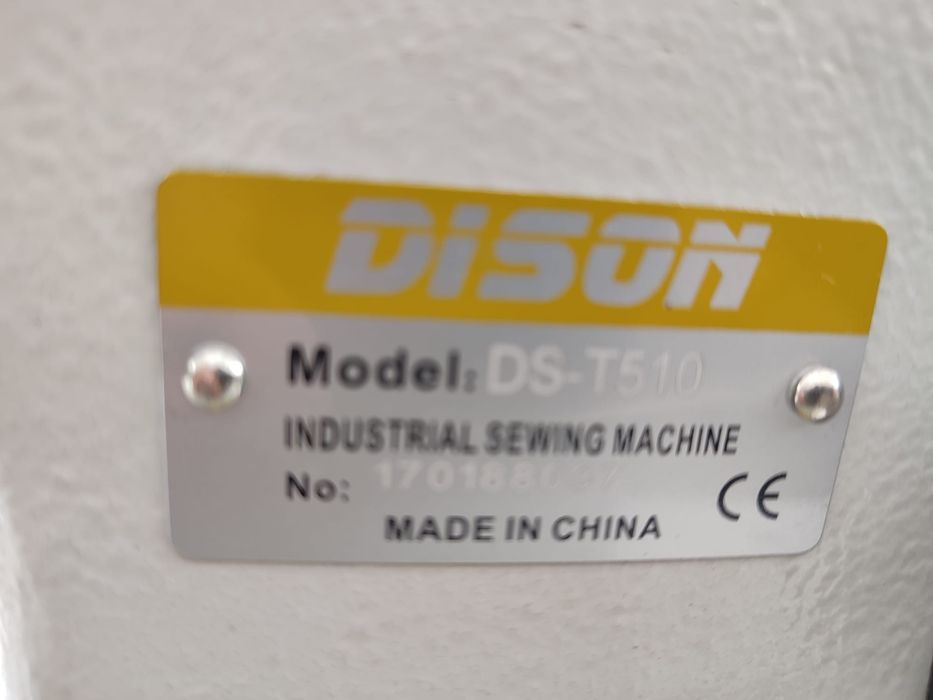 DiSON
Model: DS-T510
INDUSTRIAL SEWING MACHINE
No:
MADE IN CHINA
CE